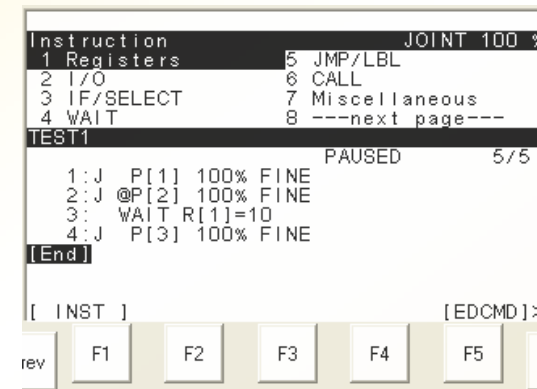 Instruction JOINT 100 %
1 Registers 5 JMP/LBL
2 I/O 6 CALL
3 IF/SELECT 7 Miscellaneous
4 WAIT 8 ---next page---
TEST1
PAUSED 5/5
1:J P[1] 100% FINE
2:J @P[2] 100% FINE
3: WAIT R[1]=10
4:J P[3] 100% FINE
[End]
[ INST ] [EDCMD]>
rev F1 F2 F3 F4 F5